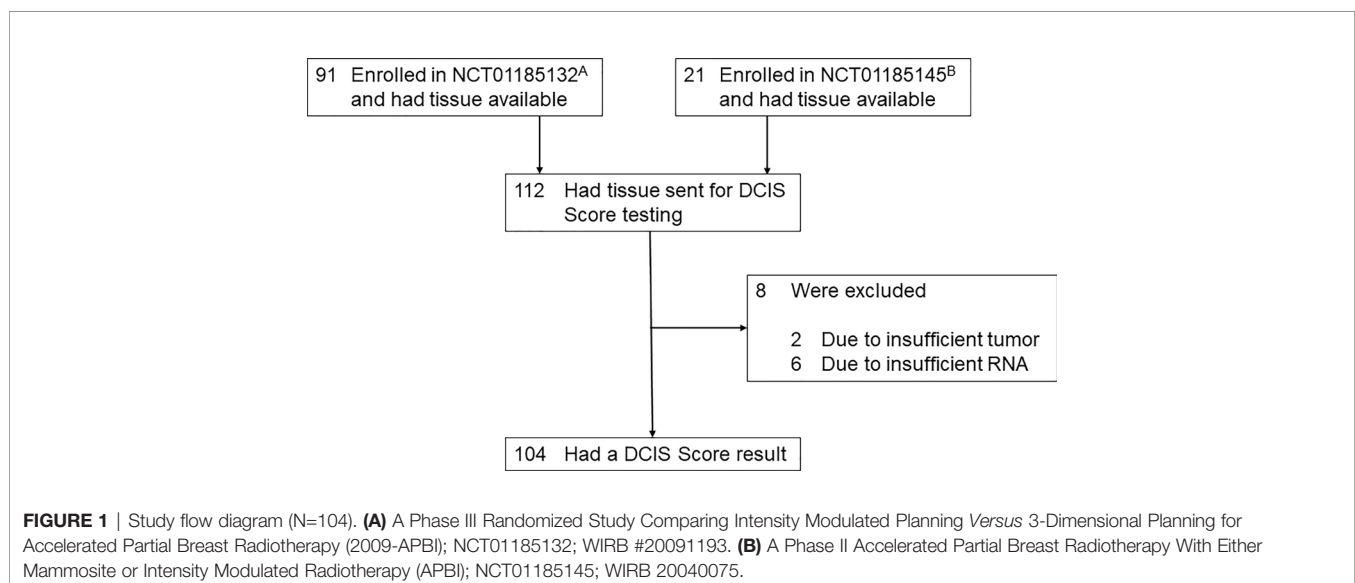 91 Enrolled in NCT01185132A
and had tissue available
21 Enrolled in NCT01185145B
and had tissue available
112 Had tissue sent for DCIS
Score testing
8 Were excluded
2 Due to insufficient tumor
6 Due to insufficient RNA
104 Had a DCIS Score result
FIGURE 1 | Study flow diagram (N=104). (A) A Phase III Randomized Study Comparing Intensity Modulated Planning Versus 3-Dimensional Planning for
Accelerated Partial Breast Radiotherapy (2009-APBI); NCT01185132; WIRB #20091193. (B) A Phase II Accelerated Partial Breast Radiotherapy With Either
Mammosite or Intensity Modulated Radiotherapy (APBI); NCT01185145; WIRB 20040075.